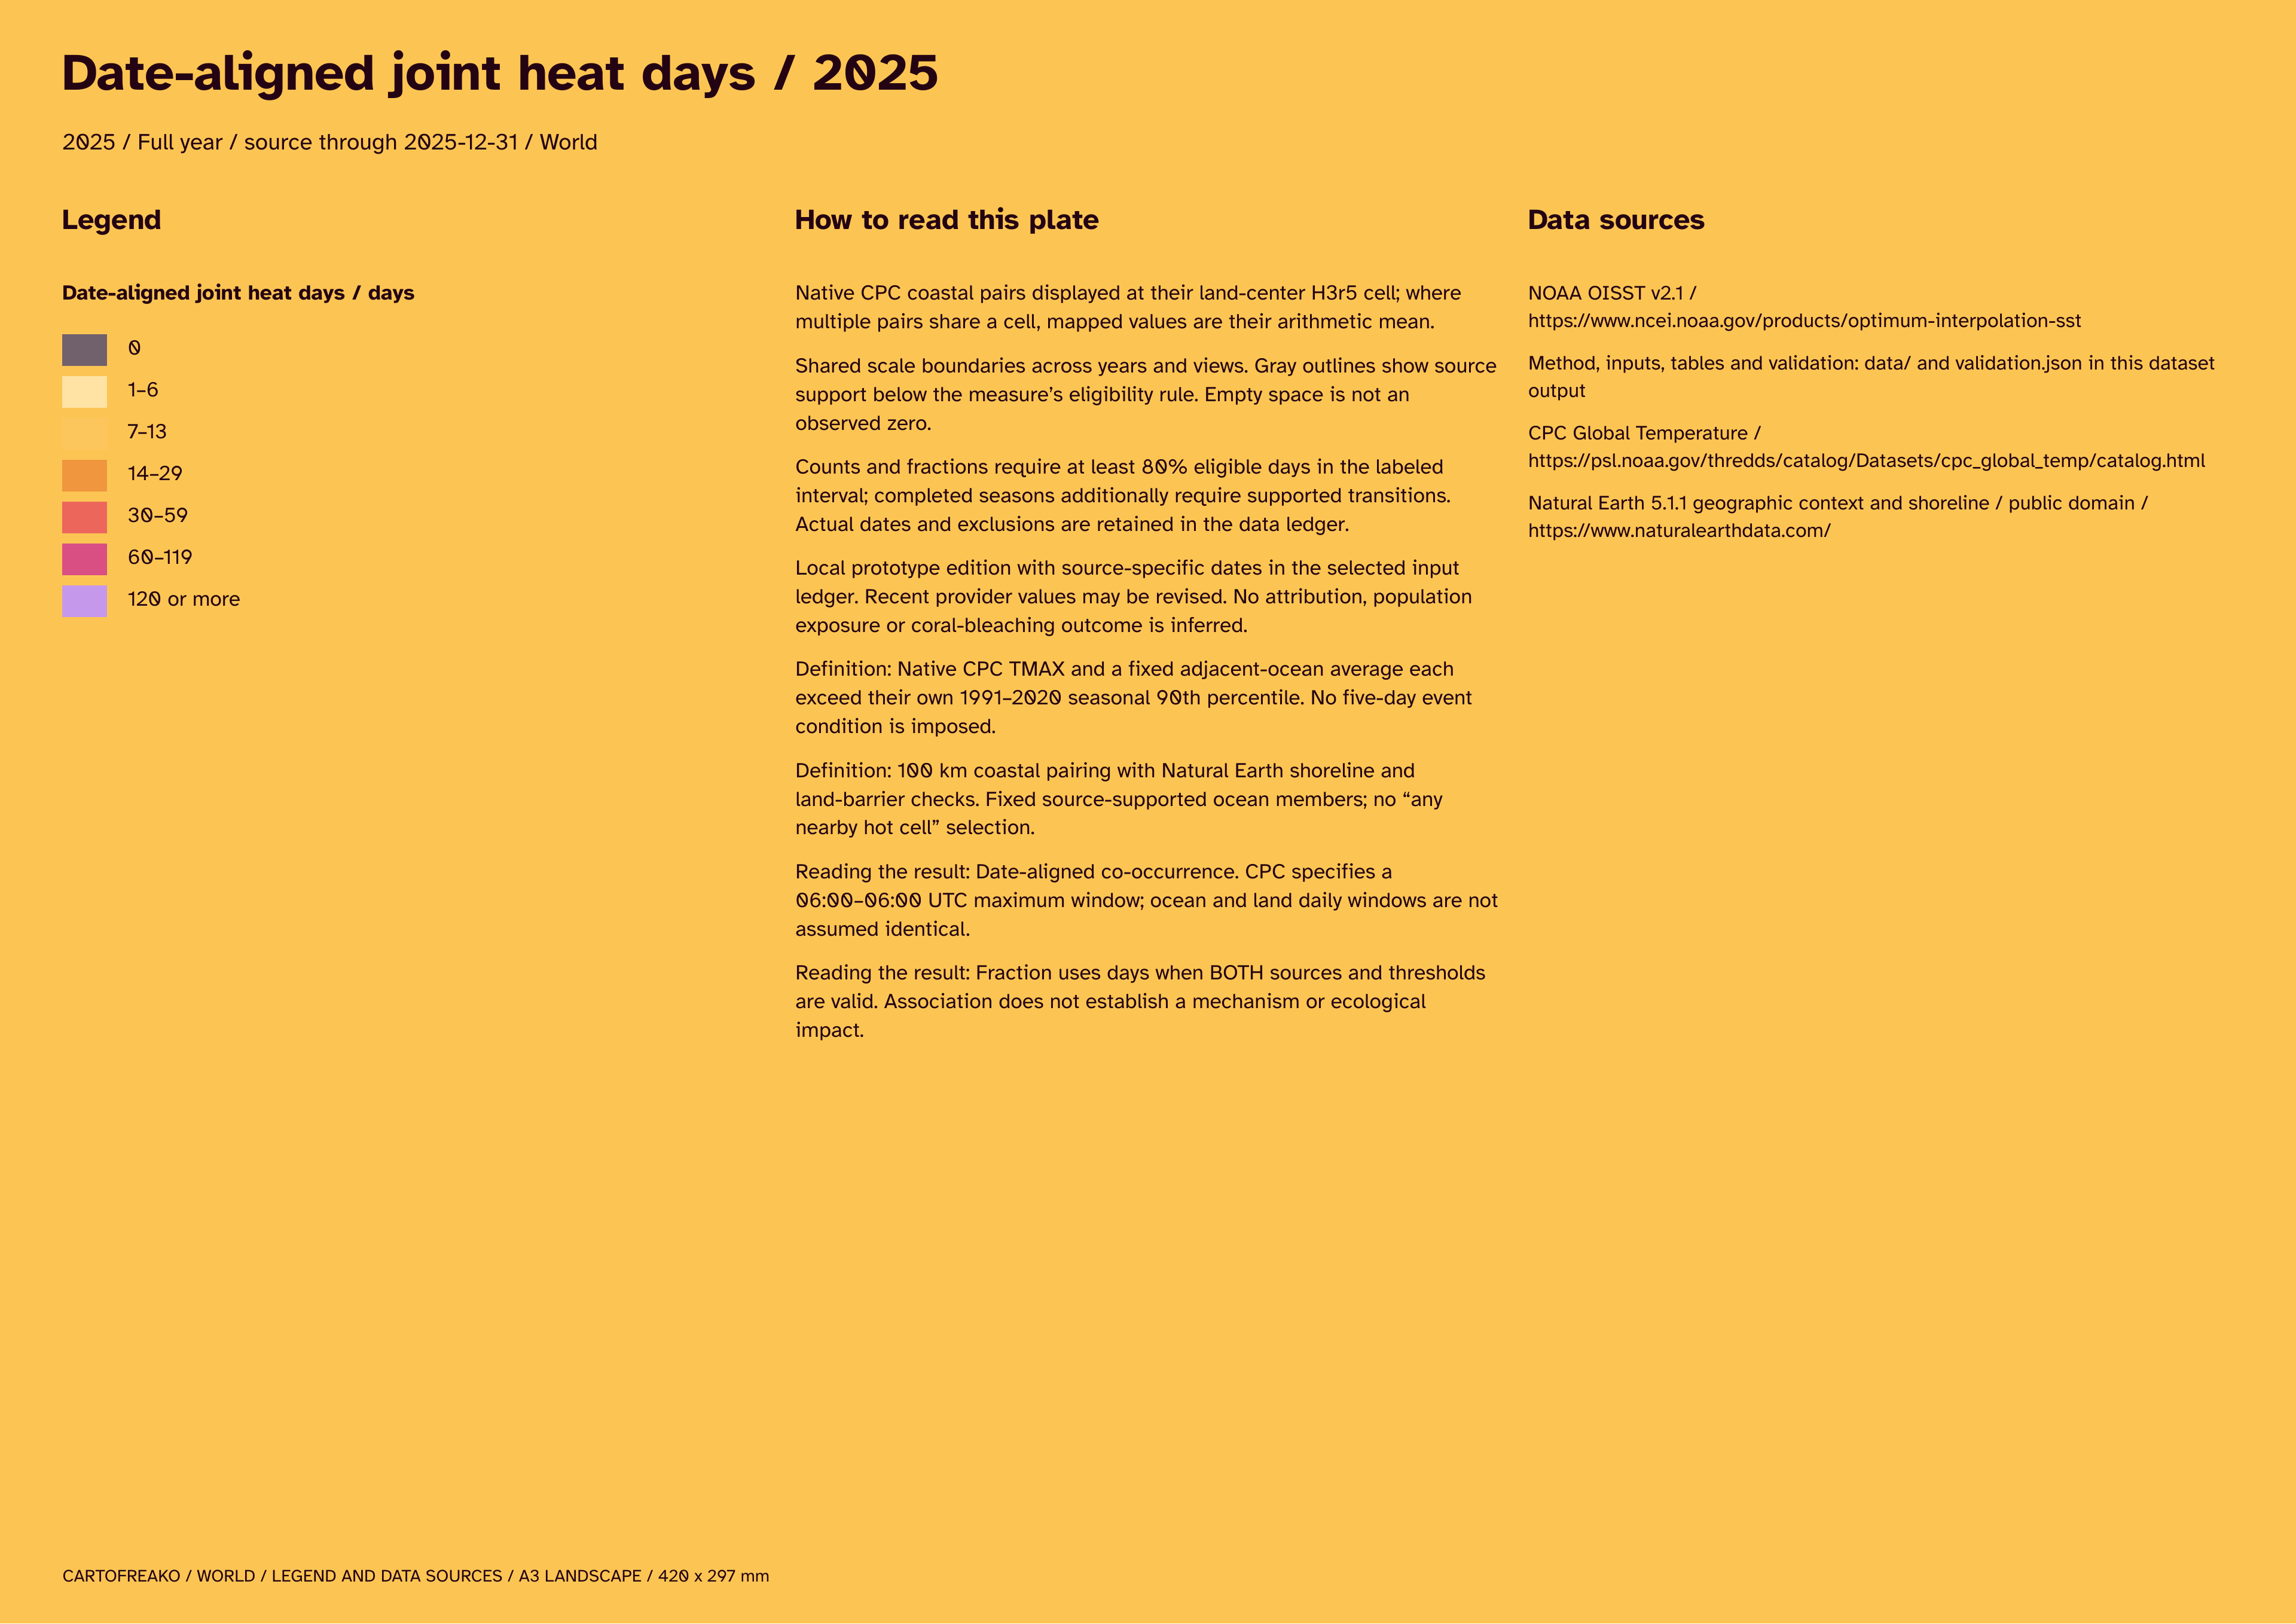 Date-aligned joint heat days / 2025
2025 / Full year / source through 2025-12-31 / World
Legend
Date-aligned joint heat days / days
0
1–6
7–13
14–29
30–59
60–119
120 or more
How to read this plate
Native CPC coastal pairs displayed at their land-center H3r5 cell; where
multiple pairs share a cell, mapped values are their arithmetic mean.
Shared scale boundaries across years and views. Gray outlines show source
support below the measure’s eligibility rule. Empty space is not an
observed zero.
Counts and fractions require at least 80% eligible days in the labeled
interval; completed seasons additionally require supported transitions.
Actual dates and exclusions are retained in the data ledger.
Local prototype edition with source-specific dates in the selected input
ledger. Recent provider values may be revised. No attribution, population
exposure or coral-bleaching outcome is inferred.
Definition: Native CPC TMAX and a fixed adjacent-ocean average each
exceed their own 1991–2020 seasonal 90th percentile. No five-day event
condition is imposed.
Definition: 100 km coastal pairing with Natural Earth shoreline and
land-barrier checks. Fixed source-supported ocean members; no “any
nearby hot cell” selection.
Reading the result: Date-aligned co-occurrence. CPC specifies a
06:00–06:00 UTC maximum window; ocean and land daily windows are not
assumed identical.
Reading the result: Fraction uses days when BOTH sources and thresholds
are valid. Association does not establish a mechanism or ecological
impact.
Data sources
NOAA OISST v2.1 /
https://www.ncei.noaa.gov/products/optimum-interpolation-sst
Method, inputs, tables and validation: data/ and validation.json in this dataset
output
CPC Global Temperature /
https://psl.noaa.gov/thredds/catalog/Datasets/cpc_global_temp/catalog.html
Natural Earth 5.1.1 geographic context and shoreline / public domain /
https://www.naturalearthdata.com/
CARTOFREAKO / WORLD / LEGEND AND DATA SOURCES / A3 LANDSCAPE / 420 x 297 mm